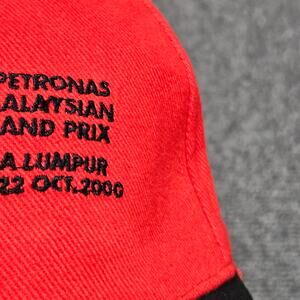 PETRONAS
ALAYSIAN
AND PRIX
A LUMPUR
22 OCT.2000